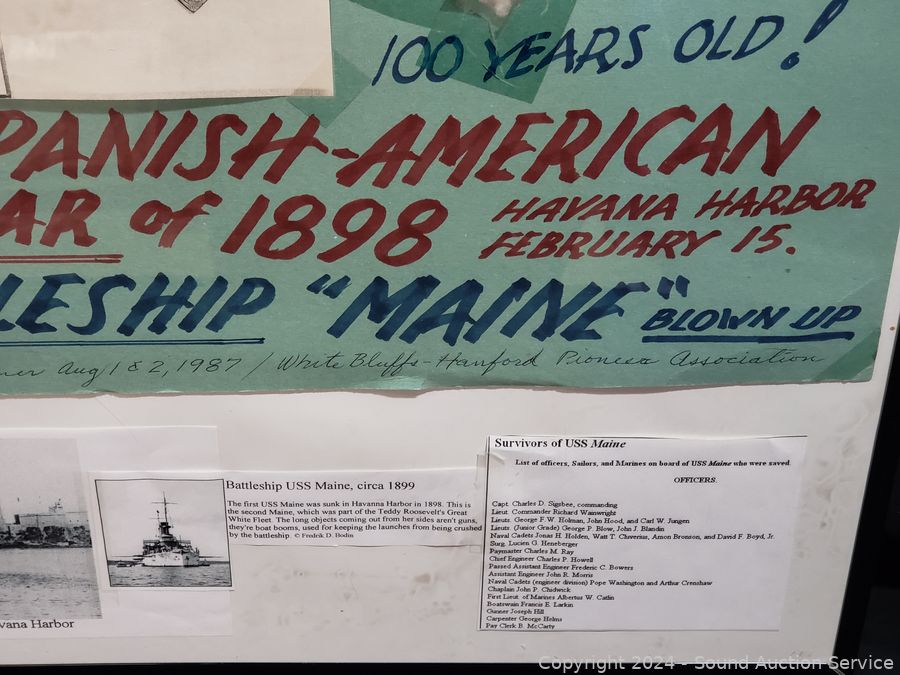 100 YEARS OLD!
PANISH-AMERICAN
AR of 1898
HAVANA HARBOR
FEBRUARY 15.
LESHIP "MAINE" BLOWN UP
ner Aug 1 & 2, 1987 / White Bluffs-Hanford Pioneer Association
vana Harbor
Battleship USS Maine, circa 1899
The first USS Maine was sunk in Havanna Harbor in 1898. This is
the second Maine, which was part of the Teddy Roosevelt's Great
White Fleet. The long objects coming out from her sides aren't guns,
they're boat booms, used for keeping the launches from being crushed
by the battleship. © Fredrik D. Bodin
Survivors of USS Maine
List of officers, Sailors, and Marines on board of USS Maine who were saved.
OFFICERS.
Capt. Charles D. Sigsbee, commanding
Lieut. Commander Richard Wainwright
Lieuts. George F. W. Holman, John Hood, and Carl W. Jungen
Lieuts. (Junior Grade) George P. Blow, John J. Blandin
Naval Cadets Jonas H. Holden, Watt T. Cluverius, Amon Bronson, and David F. Boyd, Jr.
Surg. Lucien G. Heneberger
Paymaster Charles M. Ray
Chief Engineer Charles P. Howell
Passed Assistant Engineer Frederic C. Bowers
Assistant Engineer John R. Morris
Naval Cadets (engineer division) Pope Washington and Arthur Crenshaw
Chaplain John P. Chidwick
First Lieut. of Marines Albertus W. Catlin
Boatswain Francis E. Larkin
Gunner Joseph Hill
Carpenter George Helms
Pay Clerk B. McCarty
Copyright 2024 - Sound Auction Service